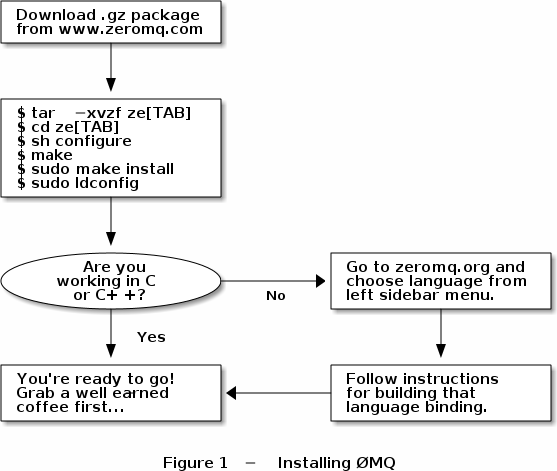 Download .gz package
from www.zeromq.com
$ tar -xvzf ze[TAB]
$ cd ze[TAB]
$ sh configure
$ make
$ sudo make install
$ sudo ldconfig
Are you
working in C
or C++?
No
Go to zeromq.org and
choose language from
left sidebar menu.
Yes
You're ready to go!
Grab a well earned
coffee first...
Follow instructions
for building that
language binding.
Figure 1 - Installing ØMQ